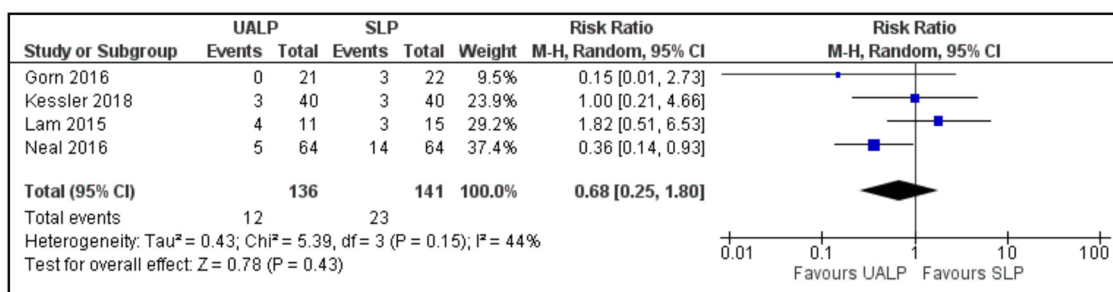 UALP SLP Risk Ratio Risk Ratio
Study or Subgroup Events Total Events Total Weight M-H, Random, 95% CI M-H, Random, 95% CI
Gorn 2016 0 21 3 22 9.5% 0.15 [0.01, 2.73]
Kessler 2018 3 40 3 40 23.9% 1.00 [0.21, 4.66]
Lam 2015 4 11 3 15 29.2% 1.82 [0.51, 6.53]
Neal 2016 5 64 14 64 37.4% 0.36 [0.14, 0.93]
Total (95% CI) 136 141 100.0% 0.68 [0.25, 1.80]
Total events 12 23
Heterogeneity: Tau² = 0.43; Chi² = 5.39, df = 3 (P = 0.15); I² = 44%
Test for overall effect: Z = 0.78 (P = 0.43)
0.01 0.1 1 10 100
Favours UALP Favours SLP